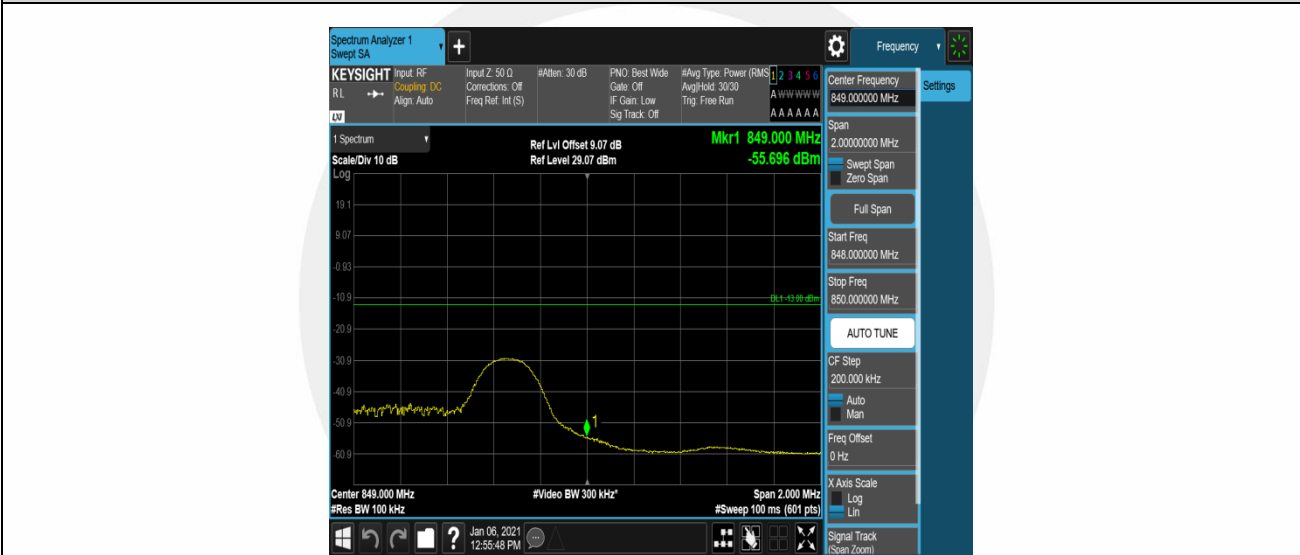 Spectrum Analyzer 1
Swept SA
Frequency
KEYSIGHT
RL
LXI
Input: RF
Coupling: DC
Align: Auto
Input Z: 50 Ω
Corrections: Off
Freq Ref: Int (S)
#Atten: 30 dB
PNO: Best Wide
Gate: Off
IF Gain: Low
Sig Track: Off
#Avg Type: Power (RMS
Avg|Hold: 30/30
Trig: Free Run
1 2 3 4 5 6
A W W W W W
A A A A A A
1 Spectrum
Scale/Div 10 dB
Log
Ref Lvl Offset 9.07 dB
Ref Level 29.07 dBm
Mkr1 849.000 MHz
-55.696 dBm
19.1
9.07
-0.93
-10.9
DL1 -13.00 dBm
-20.9
-30.9
-40.9
-50.9
-60.9
1
Center 849.000 MHz
#Res BW 100 kHz
#Video BW 300 kHz*
Span 2.000 MHz
#Sweep 100 ms (601 pts)
Jan 06, 2021
12:55:48 PM
Center Frequency
849.000000 MHz
Settings
Span
2.00000000 MHz
Swept Span
Zero Span
Full Span
Start Freq
848.000000 MHz
Stop Freq
850.000000 MHz
AUTO TUNE
CF Step
200.000 kHz
Auto
Man
Freq Offset
0 Hz
X Axis Scale
Log
Lin
Signal Track
(Span Zoom)